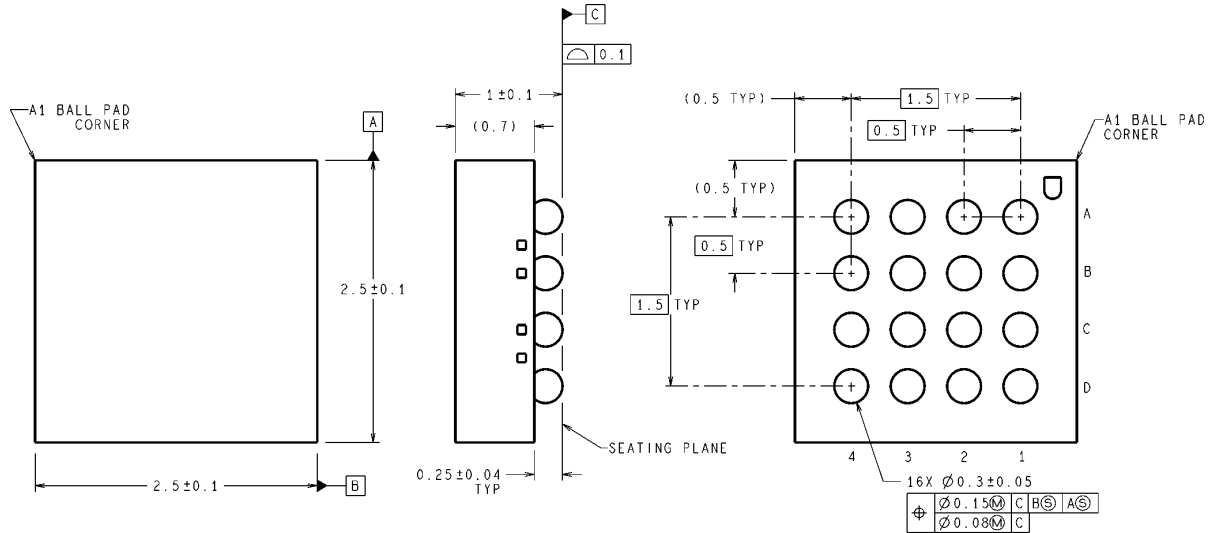 A1 BALL PAD
CORNER
A
2.5±0.1
2.5±0.1
B
C
⌓ 0.1
1±0.1
(0.7)
0.25±0.04
TYP
SEATING PLANE
(0.5 TYP)
1.5 TYP
0.5 TYP
A1 BALL PAD
CORNER
(0.5 TYP)
0.5 TYP
1.5 TYP
A
B
C
D
4 3 2 1
16X Ø0.3±0.05
⌖ Ø0.15Ⓜ C BⓈ AⓈ
Ø0.08Ⓜ C